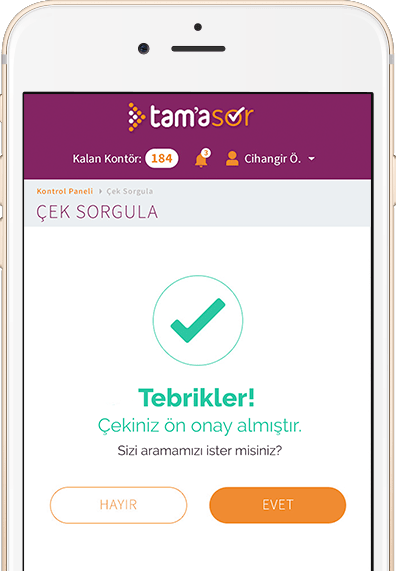 tam'a sor
Kalan Kontör: 184 3 Cihangir Ö.
Kontrol Paneli Çek Sorgula
ÇEK SORGULA
Tebrikler!
Çekiniz ön onay almıştır.
Sizi aramamızı ister misiniz?
HAYIR EVET